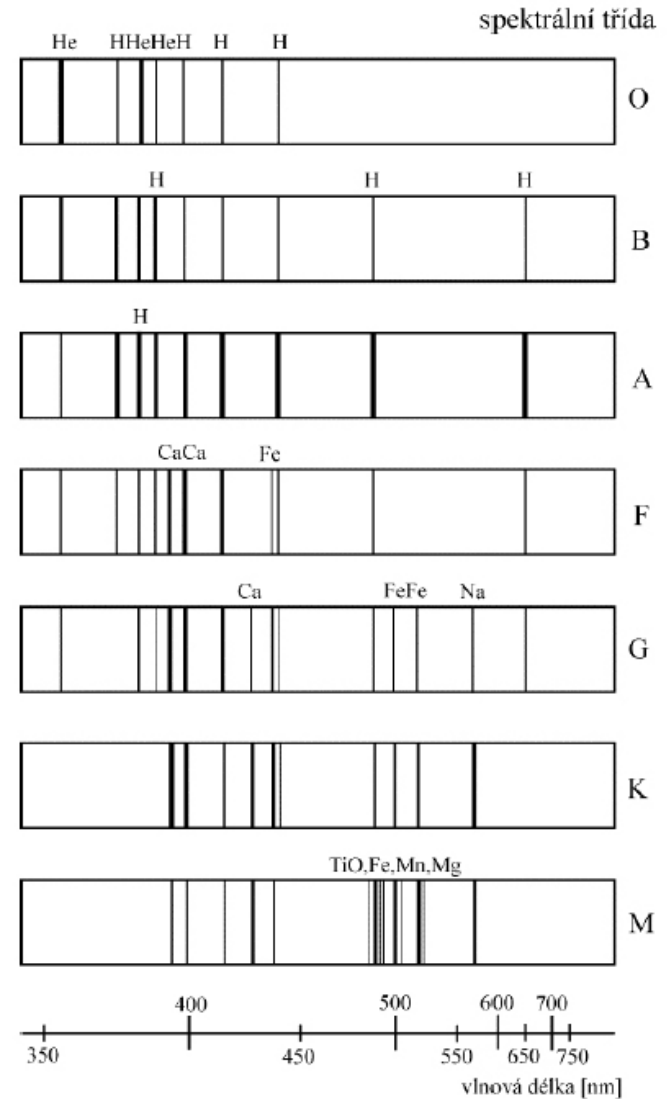 spektrální třída
He HHeHeH H H
O
H H H
B
H
A
CaCa Fe
F
Ca FeFe Na
G
K
TiO,Fe,Mn,Mg
M
400 500 600 700
350 450 550 650 750
vlnová délka [nm]